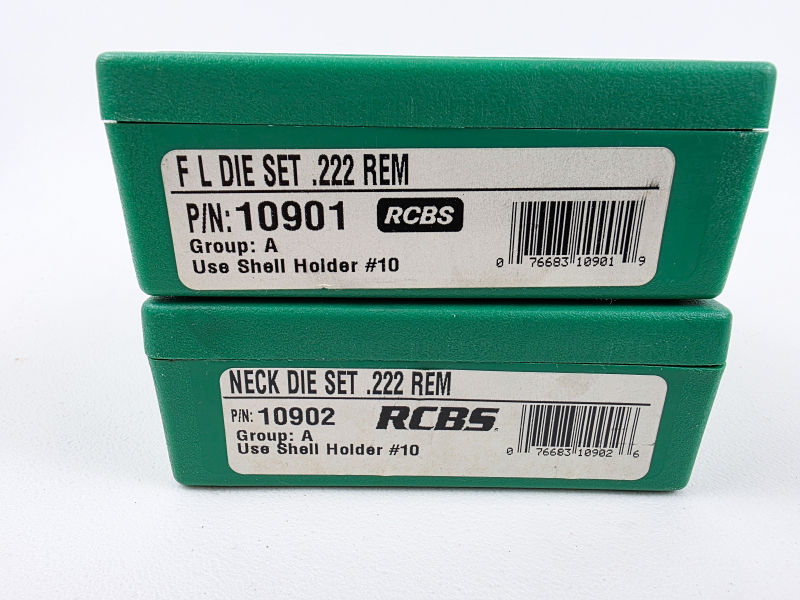 F L DIE SET .222 REM
P/N: 10901 RCBS
Group: A
Use Shell Holder #10
0 76683 10901 9
NECK DIE SET .222 REM
P/N: 10902 RCBS.
Group: A
Use Shell Holder #10
0 76683 10902 6